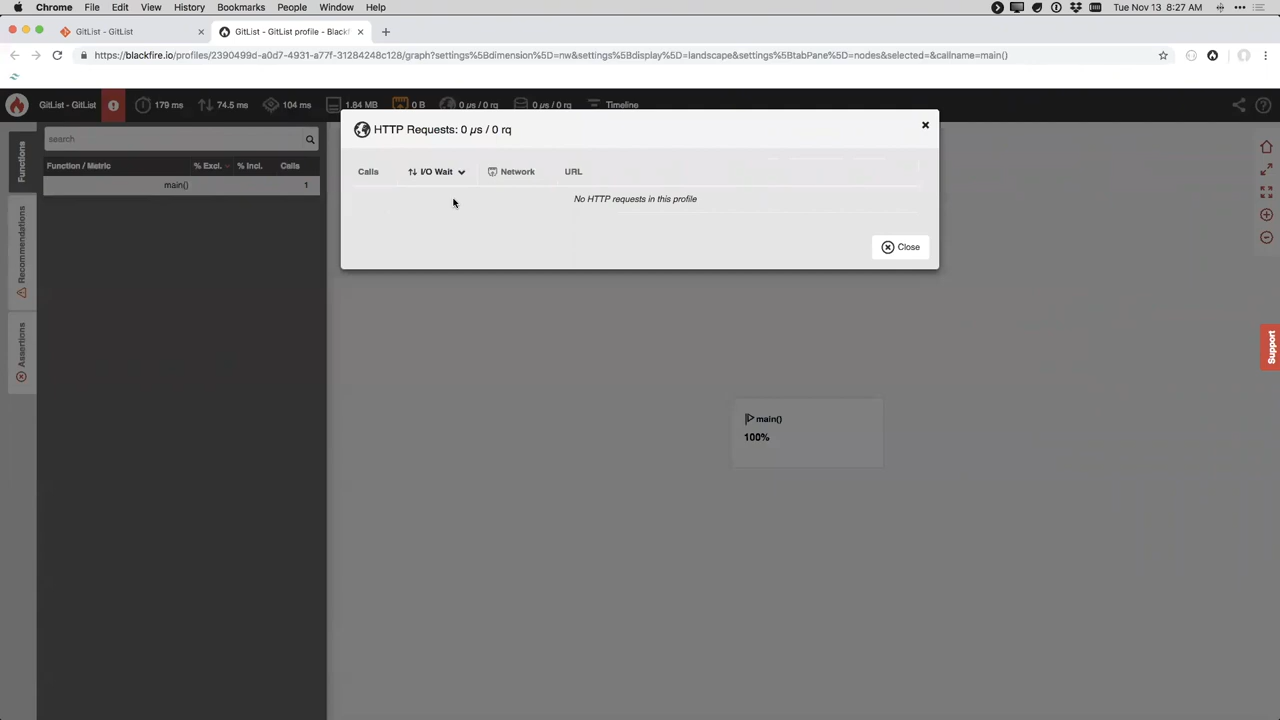 Chrome File Edit View History Bookmarks People Window Help Tue Nov 13 8:27 AM
GitList - GitList GitList - GitList profile - Blackf
https://blackfire.io/profiles/2390499d-a0d7-4931-a77f-31284248c128/graph?settings%5Bdimension%5D=nw&settings%5Bdisplay%5D=landscape&settings%5BtabPane%5D=nodes&selected=&callname=main()
GitList - GitList 179 ms 74.5 ms 104 ms 1.84 MB 0 B 0 µs / 0 rq 0 µs / 0 rq Timeline
HTTP Requests: 0 µs / 0 rq
Calls I/O Wait Network URL
No HTTP requests in this profile
Close
Functions
Recommendations
Assertions
search
Function / Metric % Excl. % Incl. Calls
main() 1
main()
100%
Support